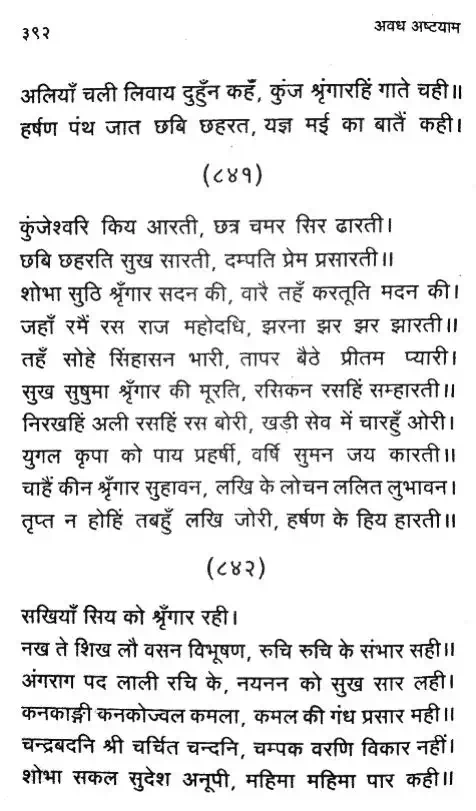 ३९२
अवध अष्टयाम
अलियाँ चली लिवाय दुहुँन कहँ, कुंज श्रृंगारहिं गाते चही॥
हर्षण पंथ जात छबि छहरत, यज्ञ मई का बातैं कही।
(८४१)
कुंजेश्वरि किय आरती, छत्र चमर सिर ढारती।
छबि छहरति सुख सारती, दम्पति प्रेम प्रसारती॥
शोभा सुठि श्रृँगार सदन की, वारै तहँ करतूति मदन की।
जहाँ रमैं रस राज महोदधि, झरना झर झर झारती॥
तहँ सोहे सिंहासन भारी, तापर बैठे प्रीतम प्यारी।
सुख सुषुमा श्रृँगार की मूरति, रसिकन रसहिं सम्हारती॥
निरखहिं अली रसहिं रस बोरी, खड़ी सेव में चारहुँ ओरी।
युगल कृपा को पाय प्रहर्षी, वर्षि सुमन जय कारती॥
चाहैं कीन श्रृँगार सुहावन, लखि के लोचन ललित लुभावन।
तृप्त न होहिं तबहुँ लखि जोरी, हर्षण के हिय हारती॥
(८४२)
सखियाँ सिय को श्रृँगार रही।
नख ते शिख लौ वसन विभूषण, रुचि रुचि के संभार सही॥
अंगराग पद लाली रचि के, नयनन को सुख सार लही।
कनकाङ्गी कनकोज्वल कमला, कमल की गंध प्रसार मही॥
चन्द्रबदनि श्री चर्चित चन्दनि, चम्पक वरणि विकार नहीं।
शोभा सकल सुदेश अनूपी, महिमा महिमा पार कही॥